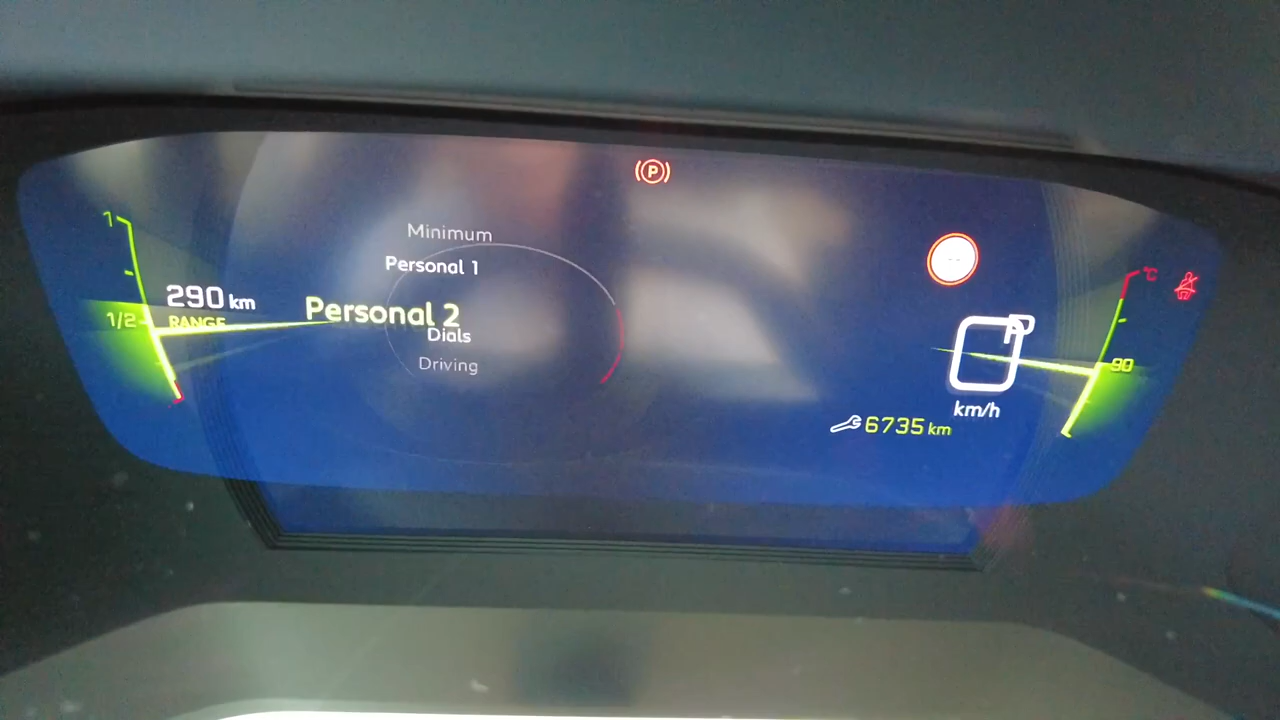 P
Minimum
1
Personal 1
°C
290 km
Personal 2
1/2
RANGE
Dials
Driving
90
km/h
6735 km